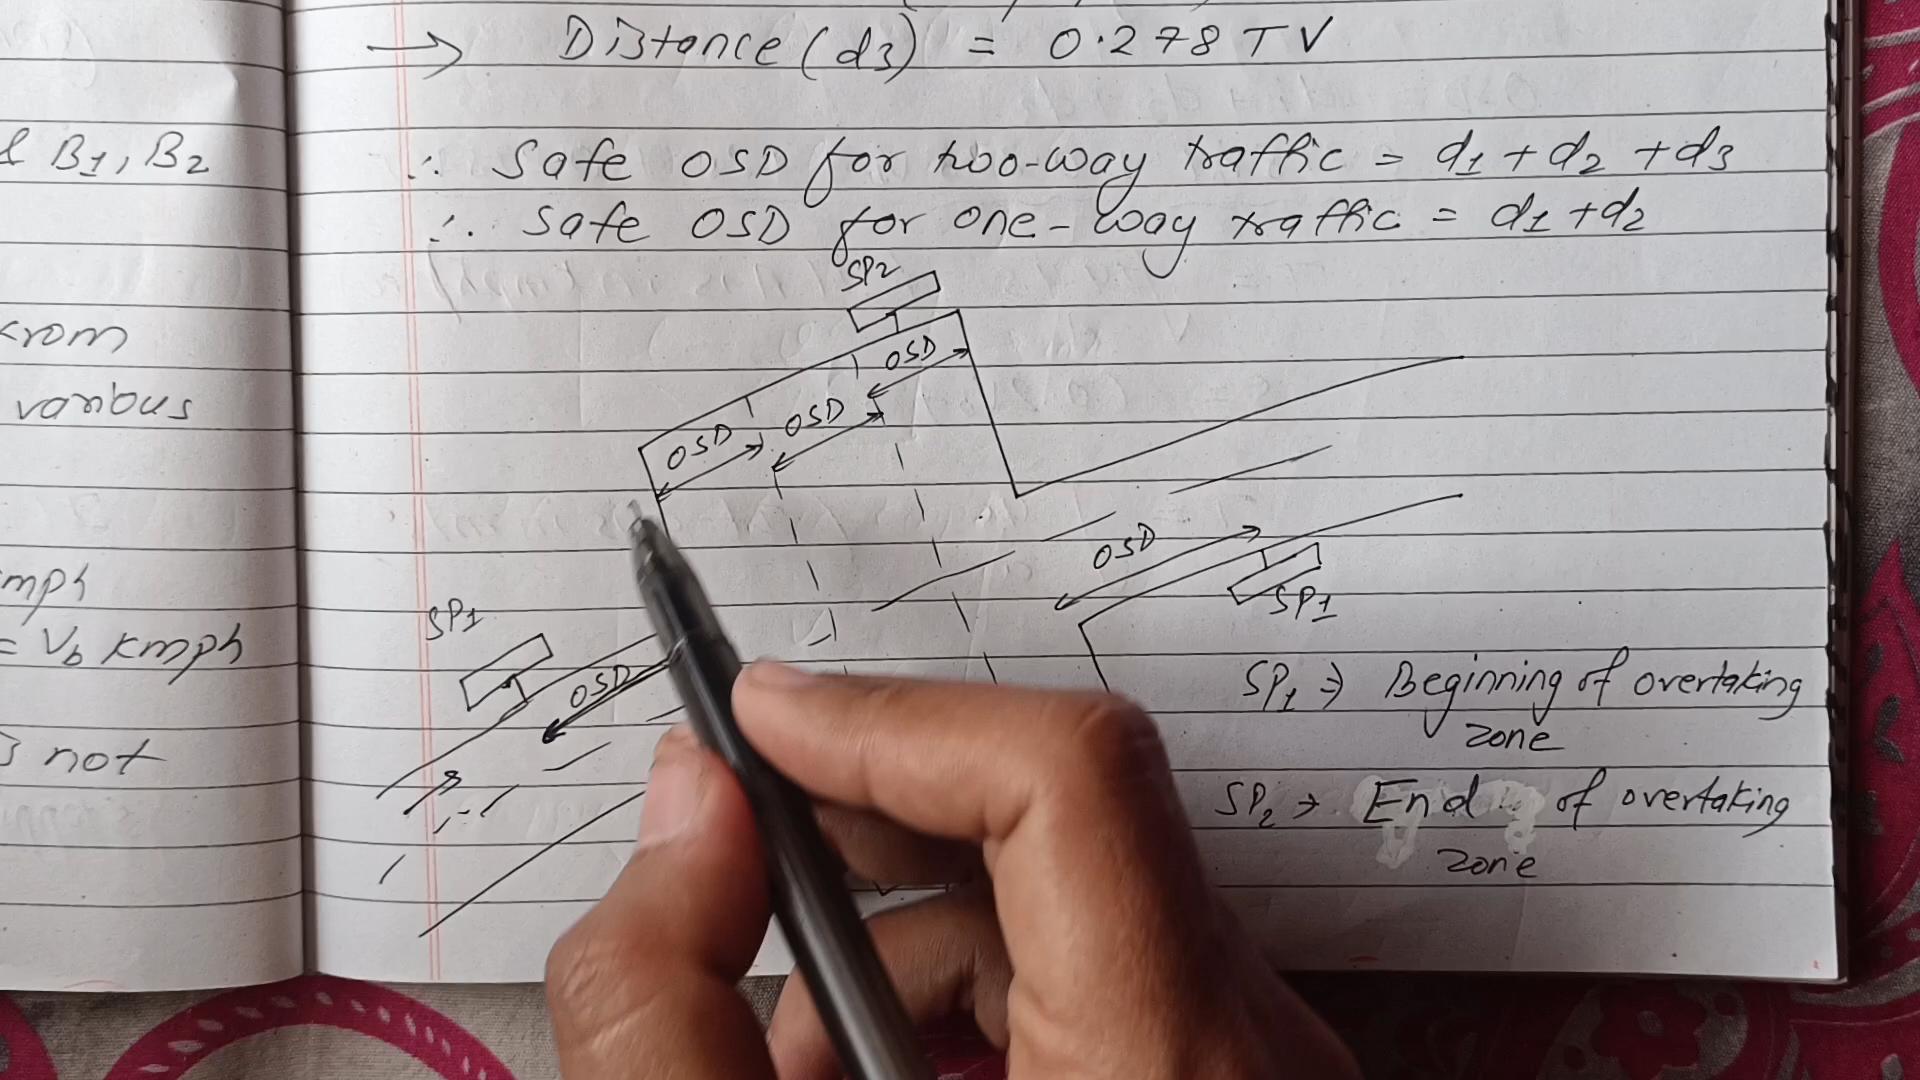 & B1, B2
various
kmph
= Vb kmph
not
→ Distance (d3) = 0.278 T V
∴ Safe OSD for two-way traffic = d1 + d2 + d3
∴ Safe OSD for one-way traffic = d1 + d2
SP2
OSD
OSD
OSD
OSD
SP1
SP1
OSD
SP1 ⇒ Beginning of overtaking
zone
SP2 → End of overtaking
zone